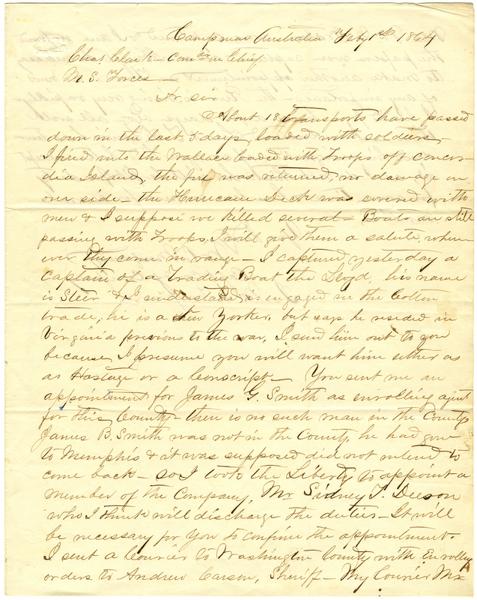 Camp near Australia Feby 1st 1864
Chas Clark - Com in Chief
M. S. Forces -
Dr. sir
About 18 transports have passed
down in the last 5 days loaded with soldiers
I fired into the Wallace loaded with Troops off concor-
dia Island, the fire was returned, no damage on
our side - the Hurricane Deck was covered with
men & I suppose we killed several - Boats are still
passing with Troops, I will give them a salute when
ever they come in range - I captured yesterday a
captain of a Trading Boat the Lloyd, his name
is & I understand is engaged in the Cotton
trade, he is a New Yorker, but says he resided in
Virginia previous to the war, I send him out to you
because I presume you will want him either as
as Hostage or a Conscript - You sent me an
appointment for James G. Smith as enrolling agent
for this County - there is no such man in the County
James B. Smith was not in the County, he had gone
to Memphis & it was supposed did not intend to
come back - so I took the Liberty to appoint a
member of the Company, Mr Sidney T.
who I think will discharge the duties - It will
be necessary for You to confirm the appointment.
I sent a Courier to Washington County with Enrolling
orders to Andrew Carson, Sheriff - My Courier Mr